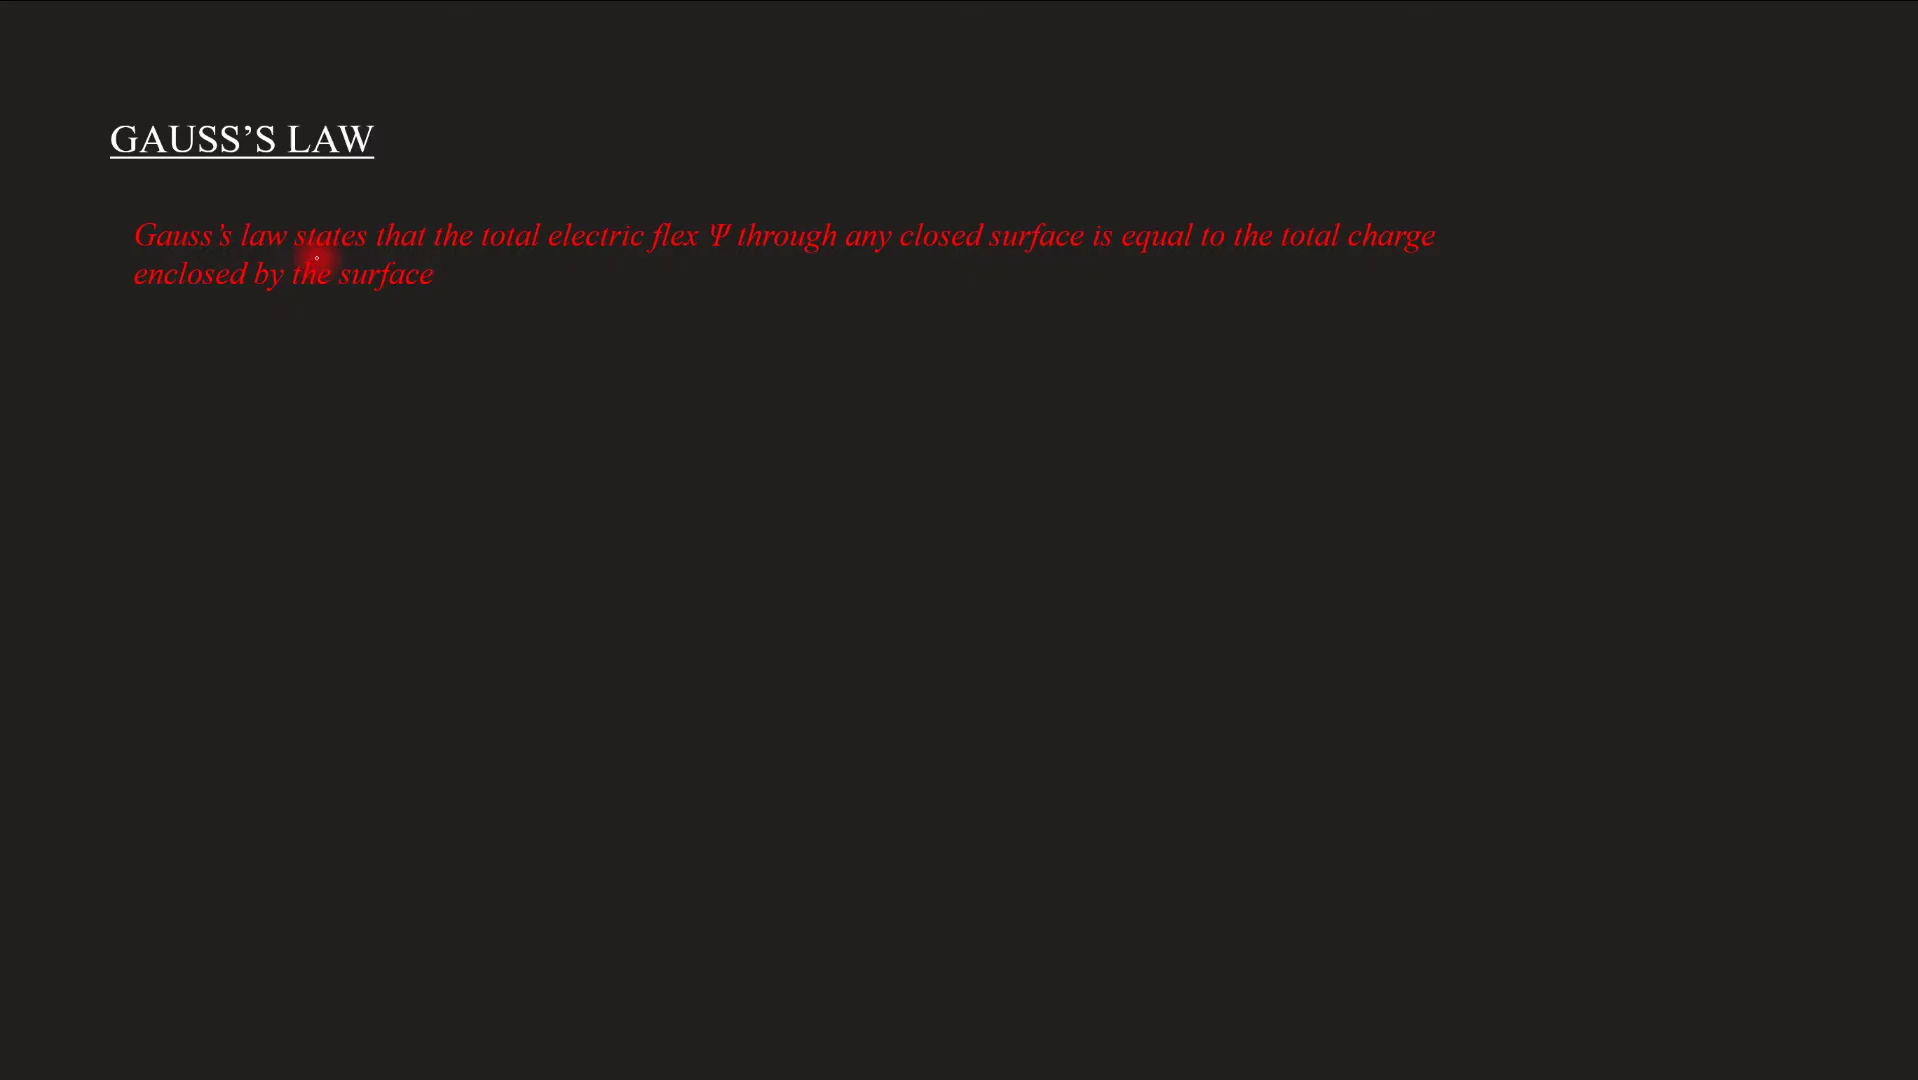 GAUSS’S LAW
Gauss’s law states that the total electric flex Ψ through any closed surface is equal to the total charge
enclosed by the surface